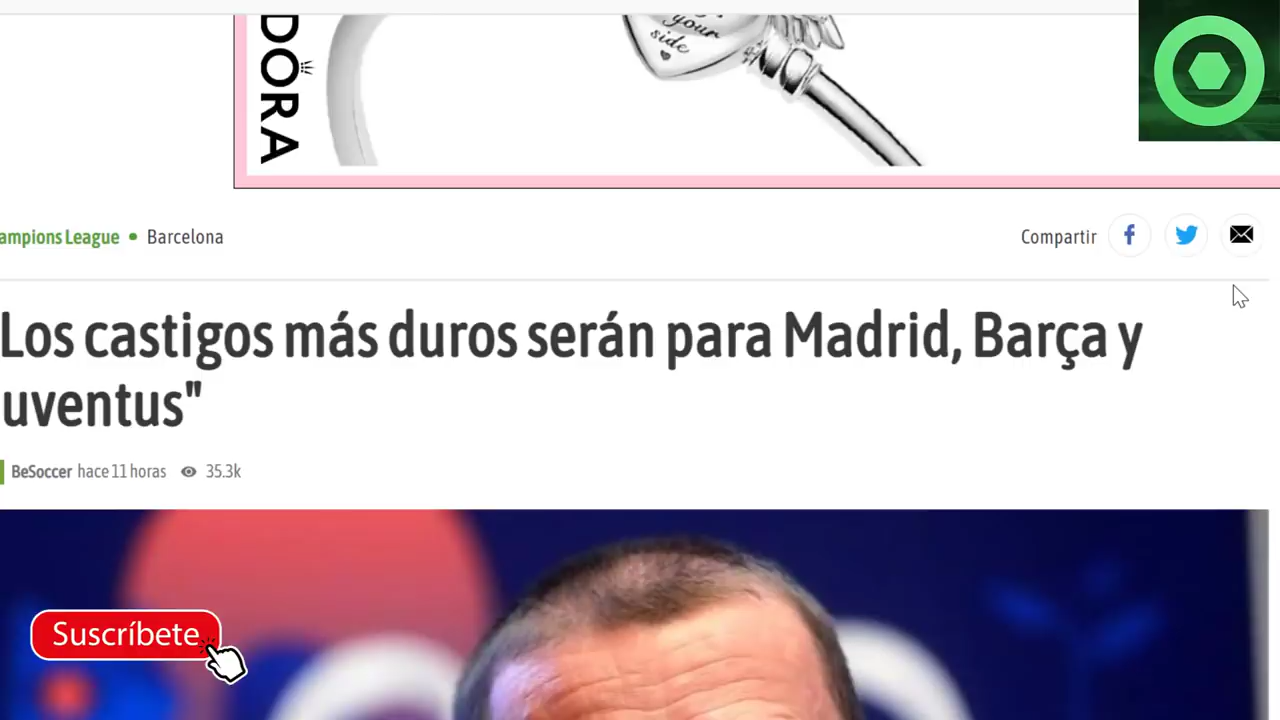 DORA
your
side
ampions League • Barcelona
Compartir
Los castigos más duros serán para Madrid, Barça y
uventus"
BeSoccer hace 11 horas 35.3k
Suscríbete